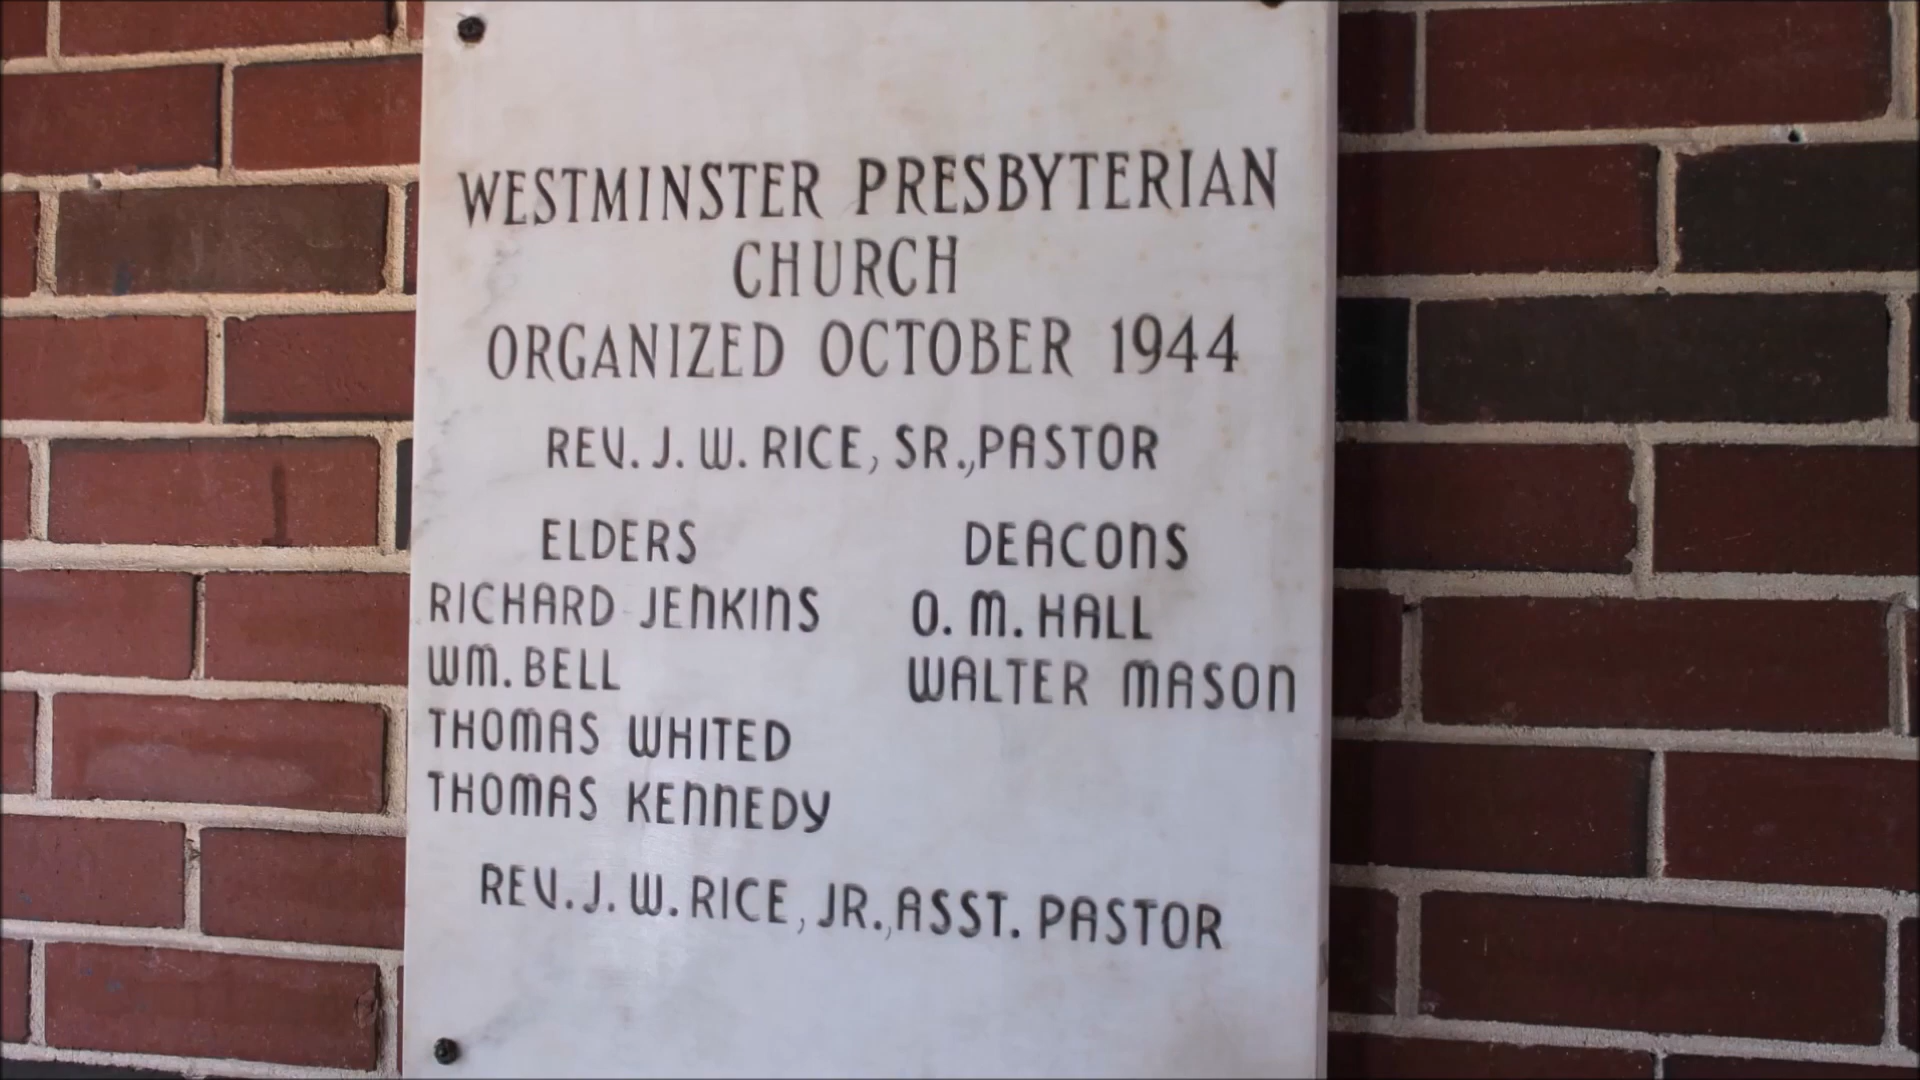 WESTMINSTER PRESBYTERIAN
CHURCH
ORGANIZED OCTOBER 1944
REV. J. W. RICE, SR., PASTOR
ELDERS
RICHARD JENKINS
WM. BELL
THOMAS WHITED
THOMAS KENNEDY
DEACONS
O. M. HALL
WALTER MASON
REV. J. W. RICE, JR., ASST. PASTOR